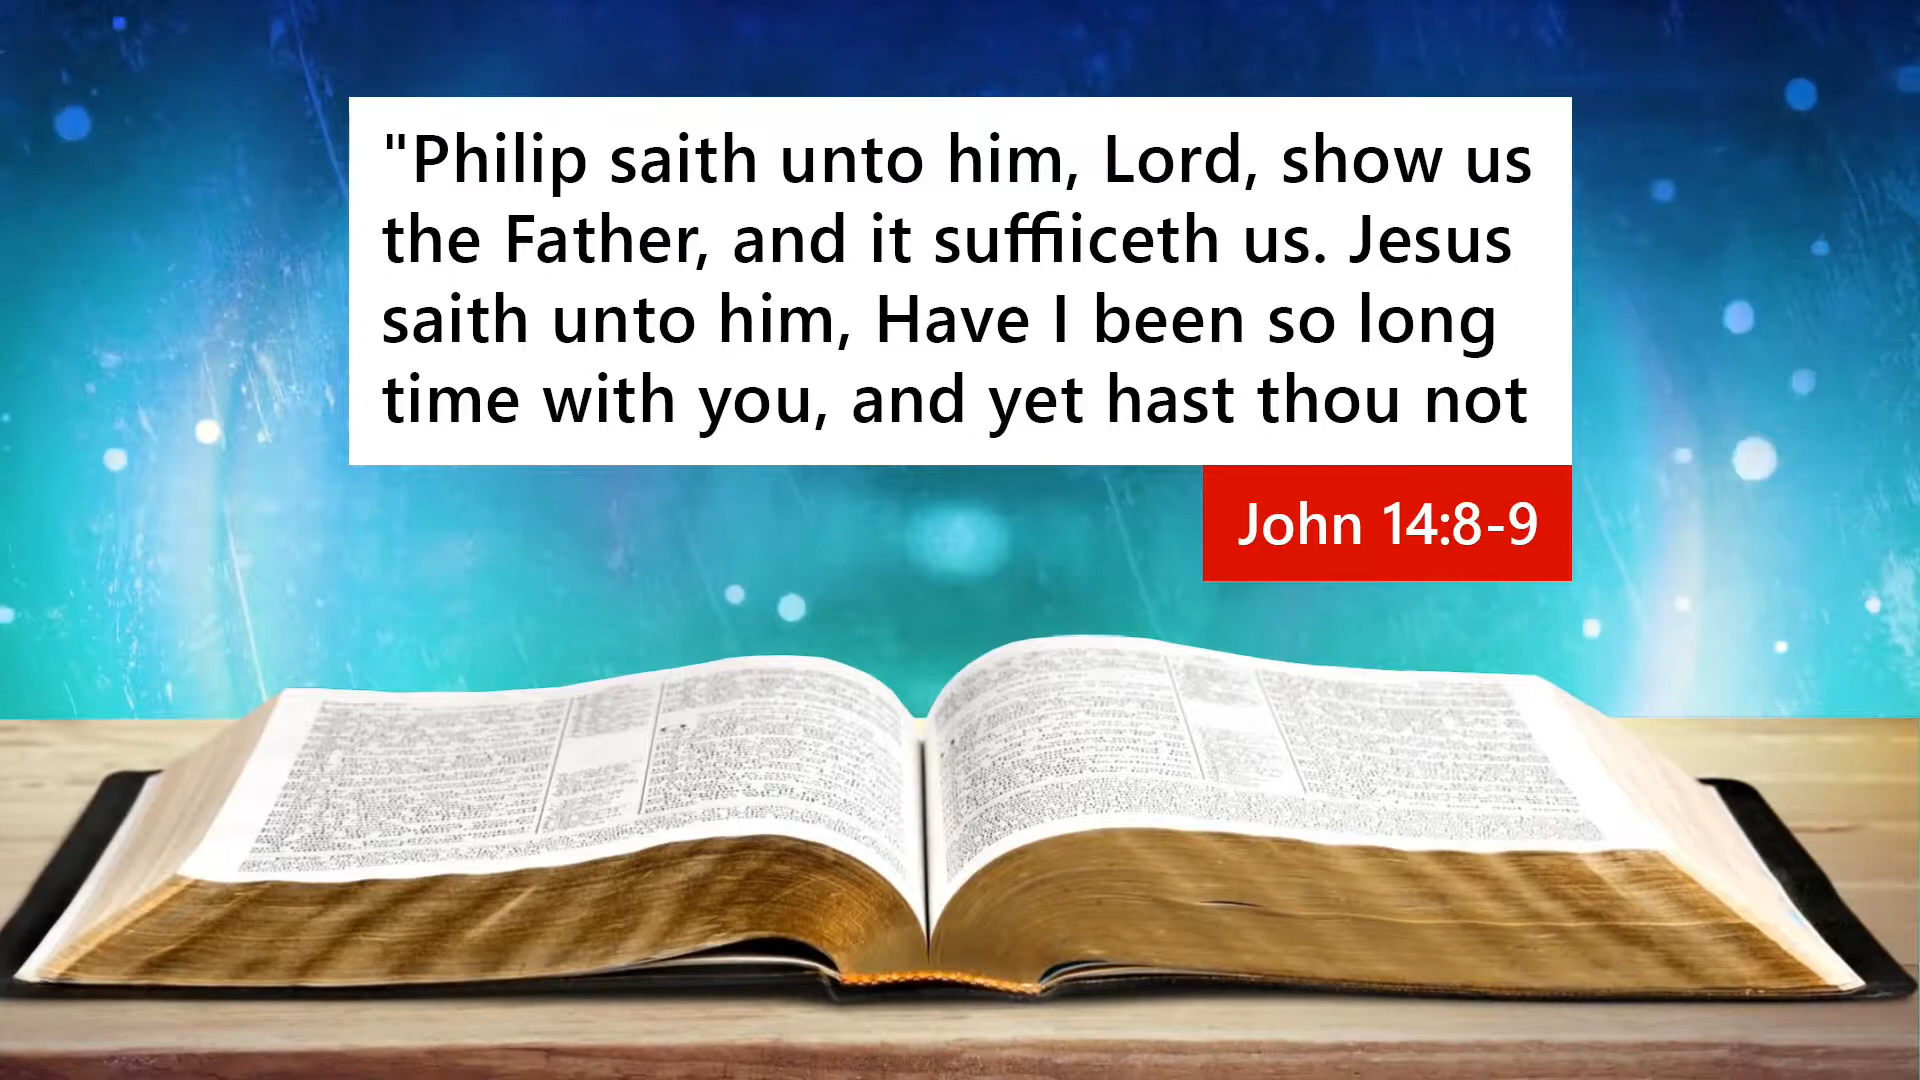 "Philip saith unto him, Lord, show us
the Father, and it suffiiceth us. Jesus
saith unto him, Have I been so long
time with you, and yet hast thou not
John 14:8-9